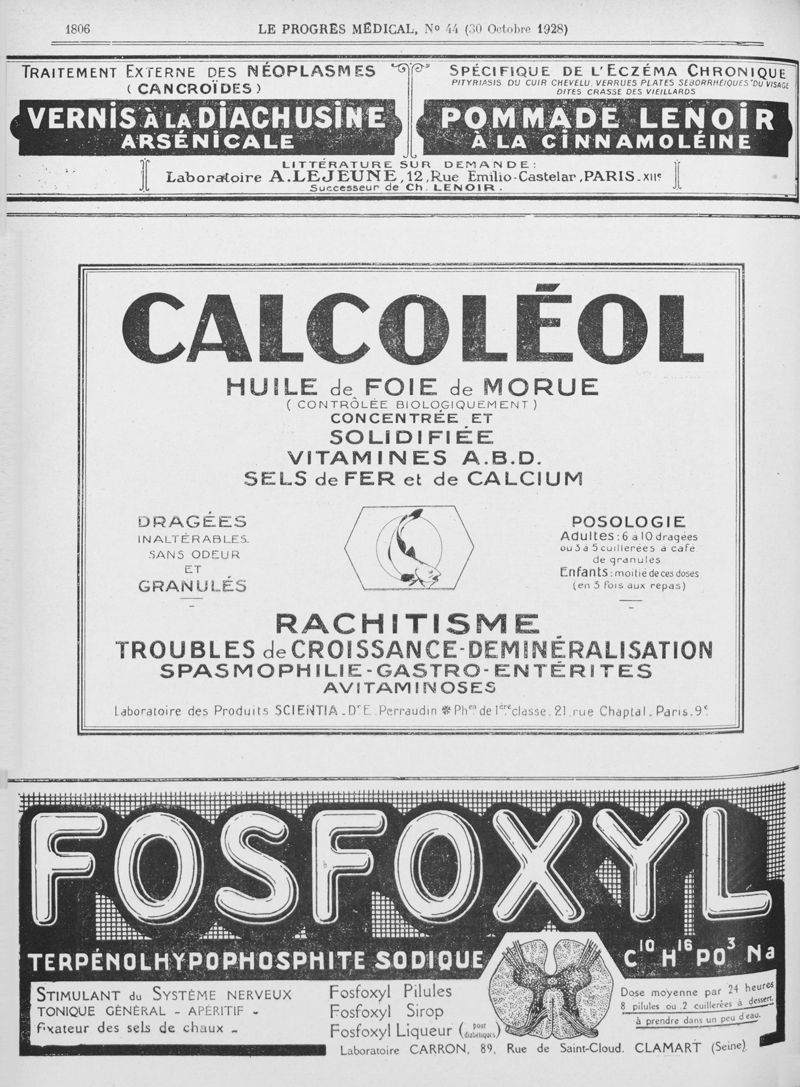 1806
LE PROGRÈS MÉDICAL, No 44 (30 Octobre 1928)
TRAITEMENT EXTERNE DES NÉOPLASMES
(CANCROÏDES)
VERNIS À LA DIACHUSINE
ARSÉNICALE
SPÉCIFIQUE DE L'ECZÉMA CHRONIQUE
PITYRIASIS DU CUIR CHEVELU, VERRUES PLATES SÉBORRHÉIQUES DU VISAGE
DITES CRASSE DES VIEILLARDS
POMMADE LENOIR
À LA CINNAMOLÉINE
LITTÉRATURE SUR DEMANDE:
Laboratoire A. LEJEUNE, 12, Rue Emilio-Castelar, PARIS-XIIe
Successeur de Ch. LENOIR.
CALCOLÉOL
HUILE de FOIE de MORUE
(CONTRÔLÉE BIOLOGIQUEMENT)
CONCENTRÉE ET
SOLIDIFIÉE
VITAMINES A.B.D.
SELS de FER et de CALCIUM
DRAGÉES
INALTÉRABLES.
SANS ODEUR
ET
GRANULÉS
POSOLOGIE
Adultes: 6 à 10 dragées
ou 3 à 5 cuillerées à café
de granulés
Enfants: moitié de ces doses
(en 3 fois aux repas)
RACHITISME
TROUBLES de CROISSANCE-DEMINÉRALISATION
SPASMOPHILIE-GASTRO-ENTÉRITES
AVITAMINOSES
Laboratoire des Produits SCIENTIA_Dr E. Perraudin Phen de 1ère classe. 21, rue Chaptal_Paris_9e
FOSFOXYL
TERPÉNOLHYPOPHOSPHITE SODIQUE
C10 H16 PO3 Na
STIMULANT du SYSTÈME NERVEUX
TONIQUE GÉNÉRAL - APÉRITIF -
fixateur des sels de chaux -
Fosfoxyl Pilules
Fosfoxyl Sirop
Fosfoxyl Liqueur (pour diabétiques)
Dose moyenne par 24 heures
8 pilules ou 2 cuillerées à dessert,
à prendre dans un peu d'eau.
Laboratoire CARRON, 89, Rue de Saint-Cloud. CLAMART (Seine)